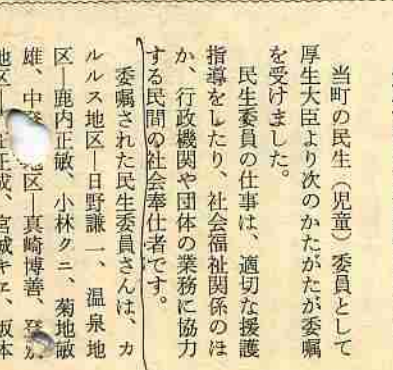 当町の民生（児童）委員として
厚生大臣より次のかたがたが委嘱
を受けました。
民生委員の仕事は、適切な援護
指導をしたり、社会福祉関係のほ
か、行政機関や団体の業務に協力
する民間の社会奉仕者です。
委嘱された民生委員さんは、カ
ルルス地区―日野謙一、温泉地
区―鹿内正敏、小林クニ、菊地敏
雄、中登 地区―真崎博善、登別
地区― 正成、宮城キエ、坂本